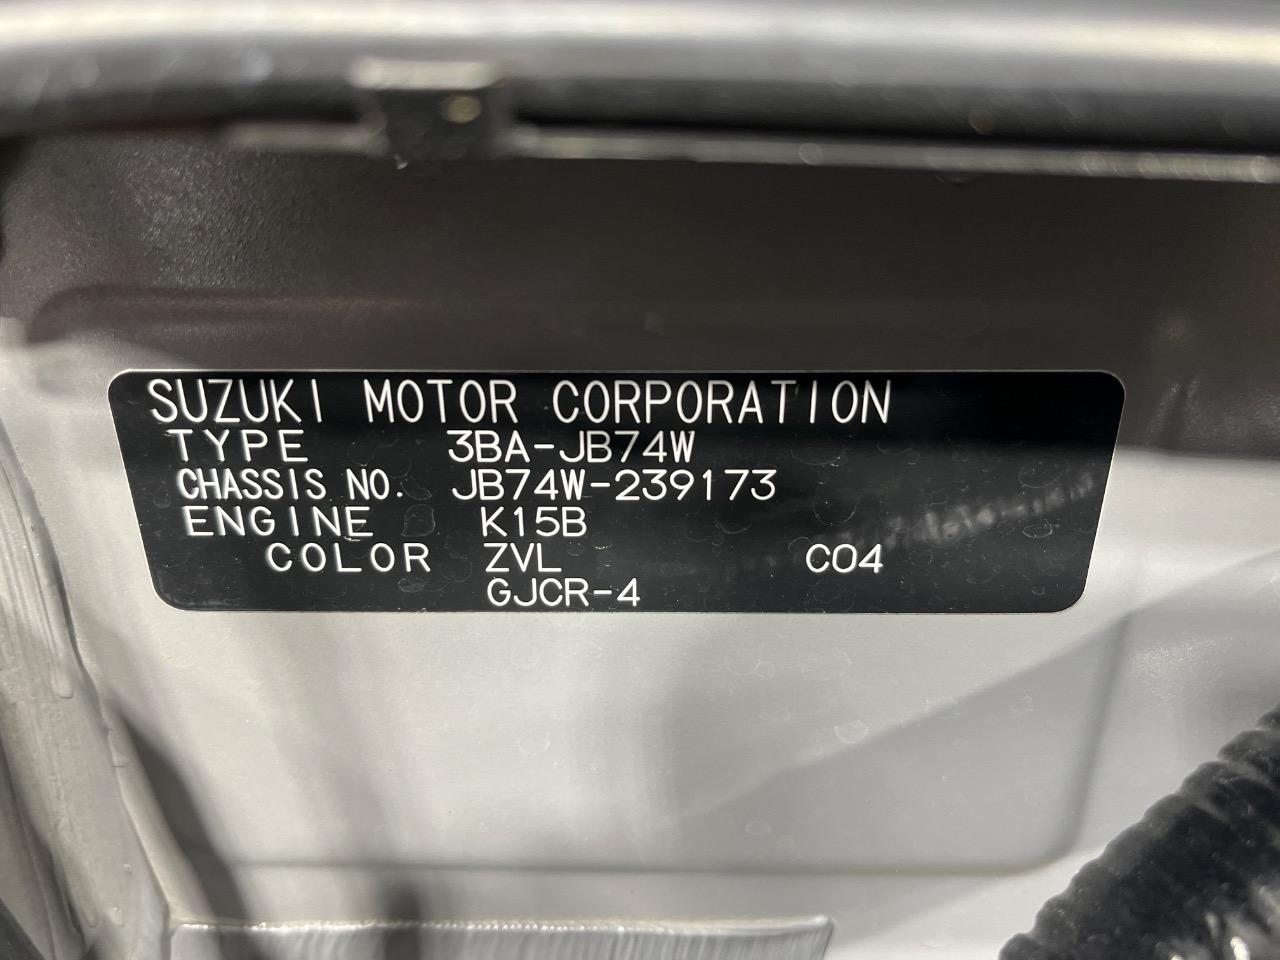 SUZUKI MOTOR CORPORATION
TYPE 3BA-JB74W
CHASSIS NO. JB74W-239173
ENGINE K15B
COLOR ZVL C04
GJCR-4